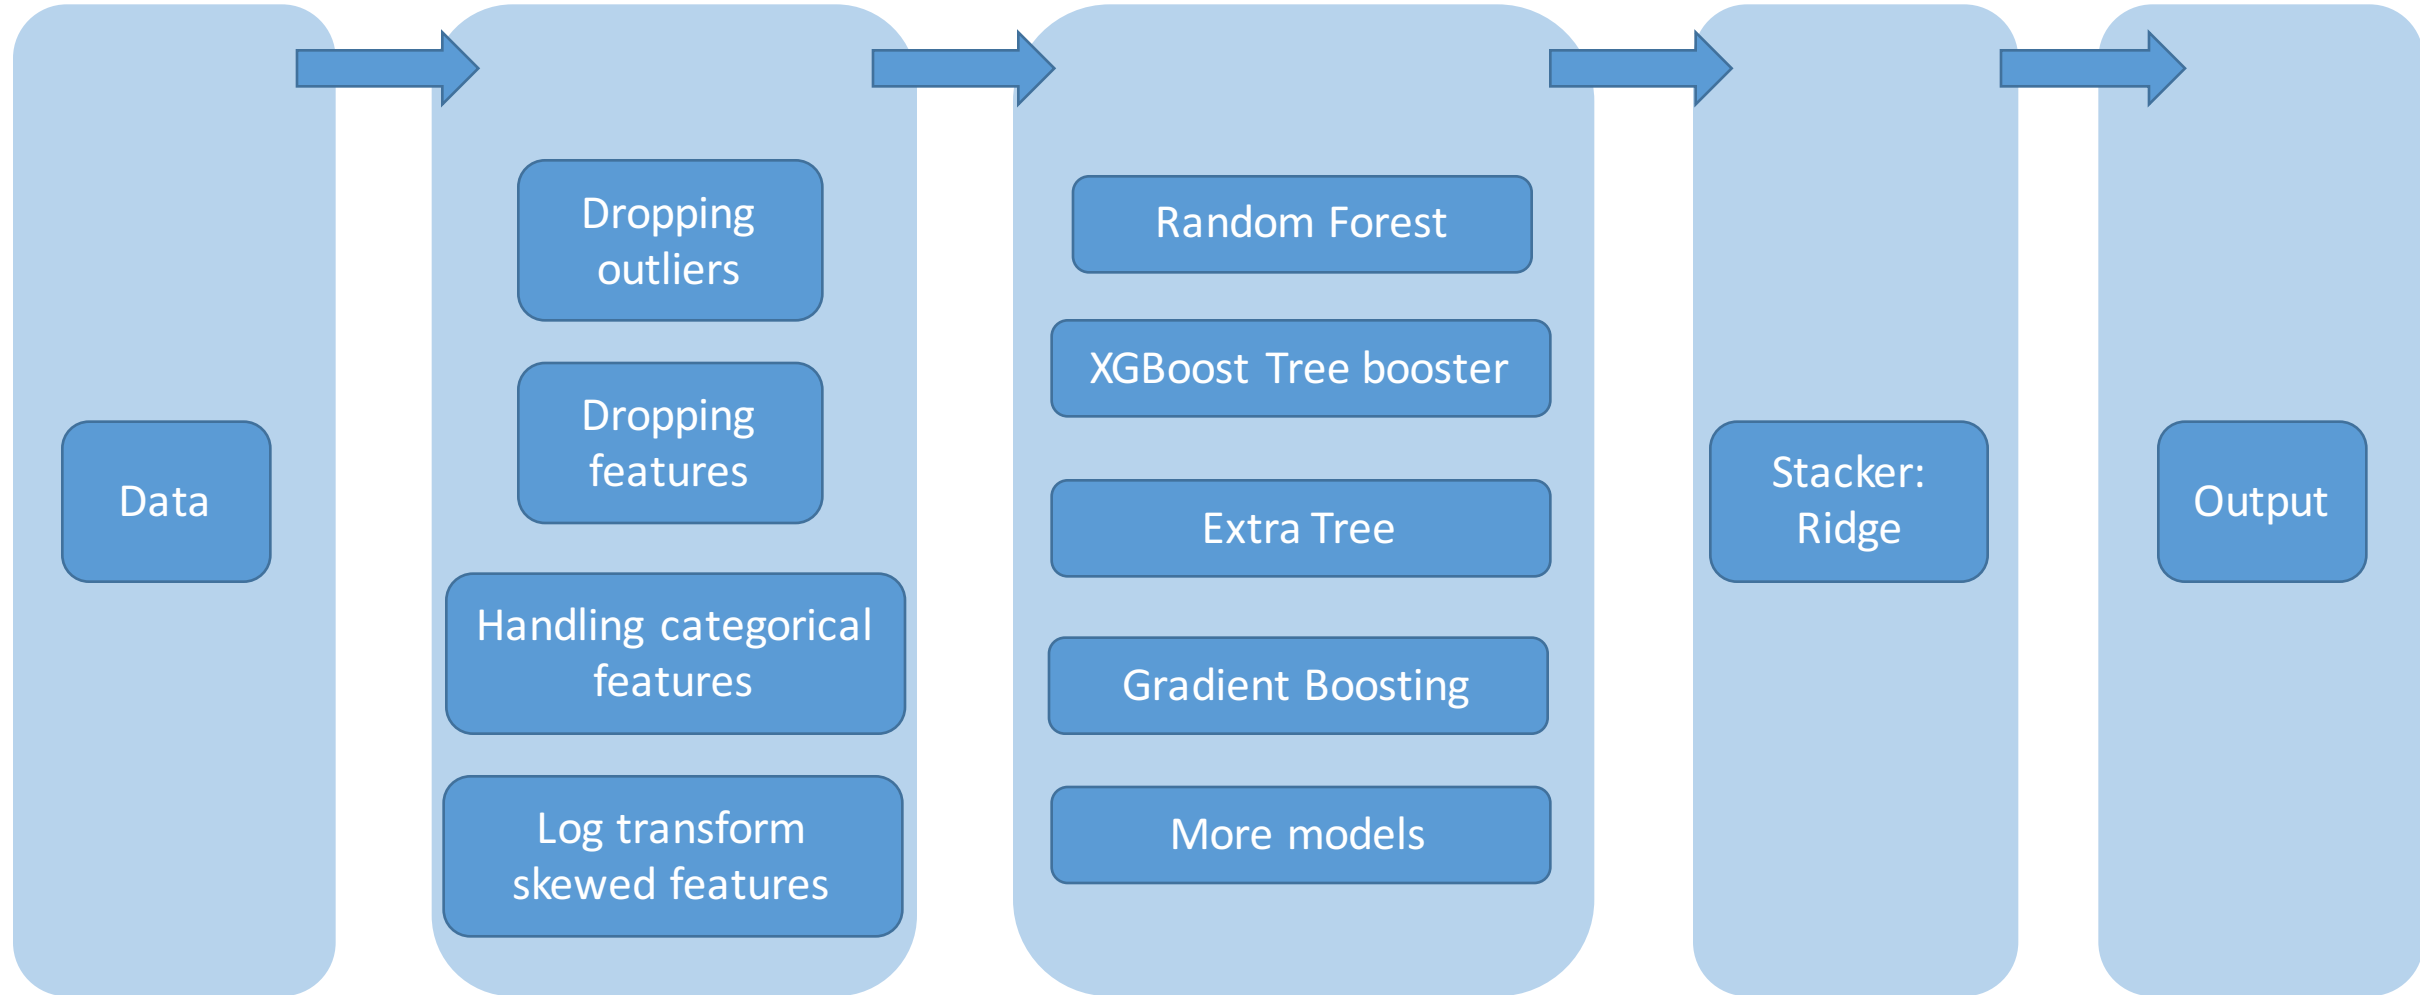 Data
Dropping
outliers
Dropping
features
Handling categorical
features
Log transform
skewed features
Random Forest
XGBoost Tree booster
Extra Tree
Gradient Boosting
More models
Stacker:
Ridge
Output